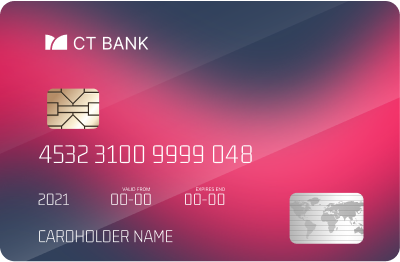 CT BANK
4532 3100 9999 048
2021
VALID FROM
00-00
EXPIRES END
00-00
CARDHOLDER NAME